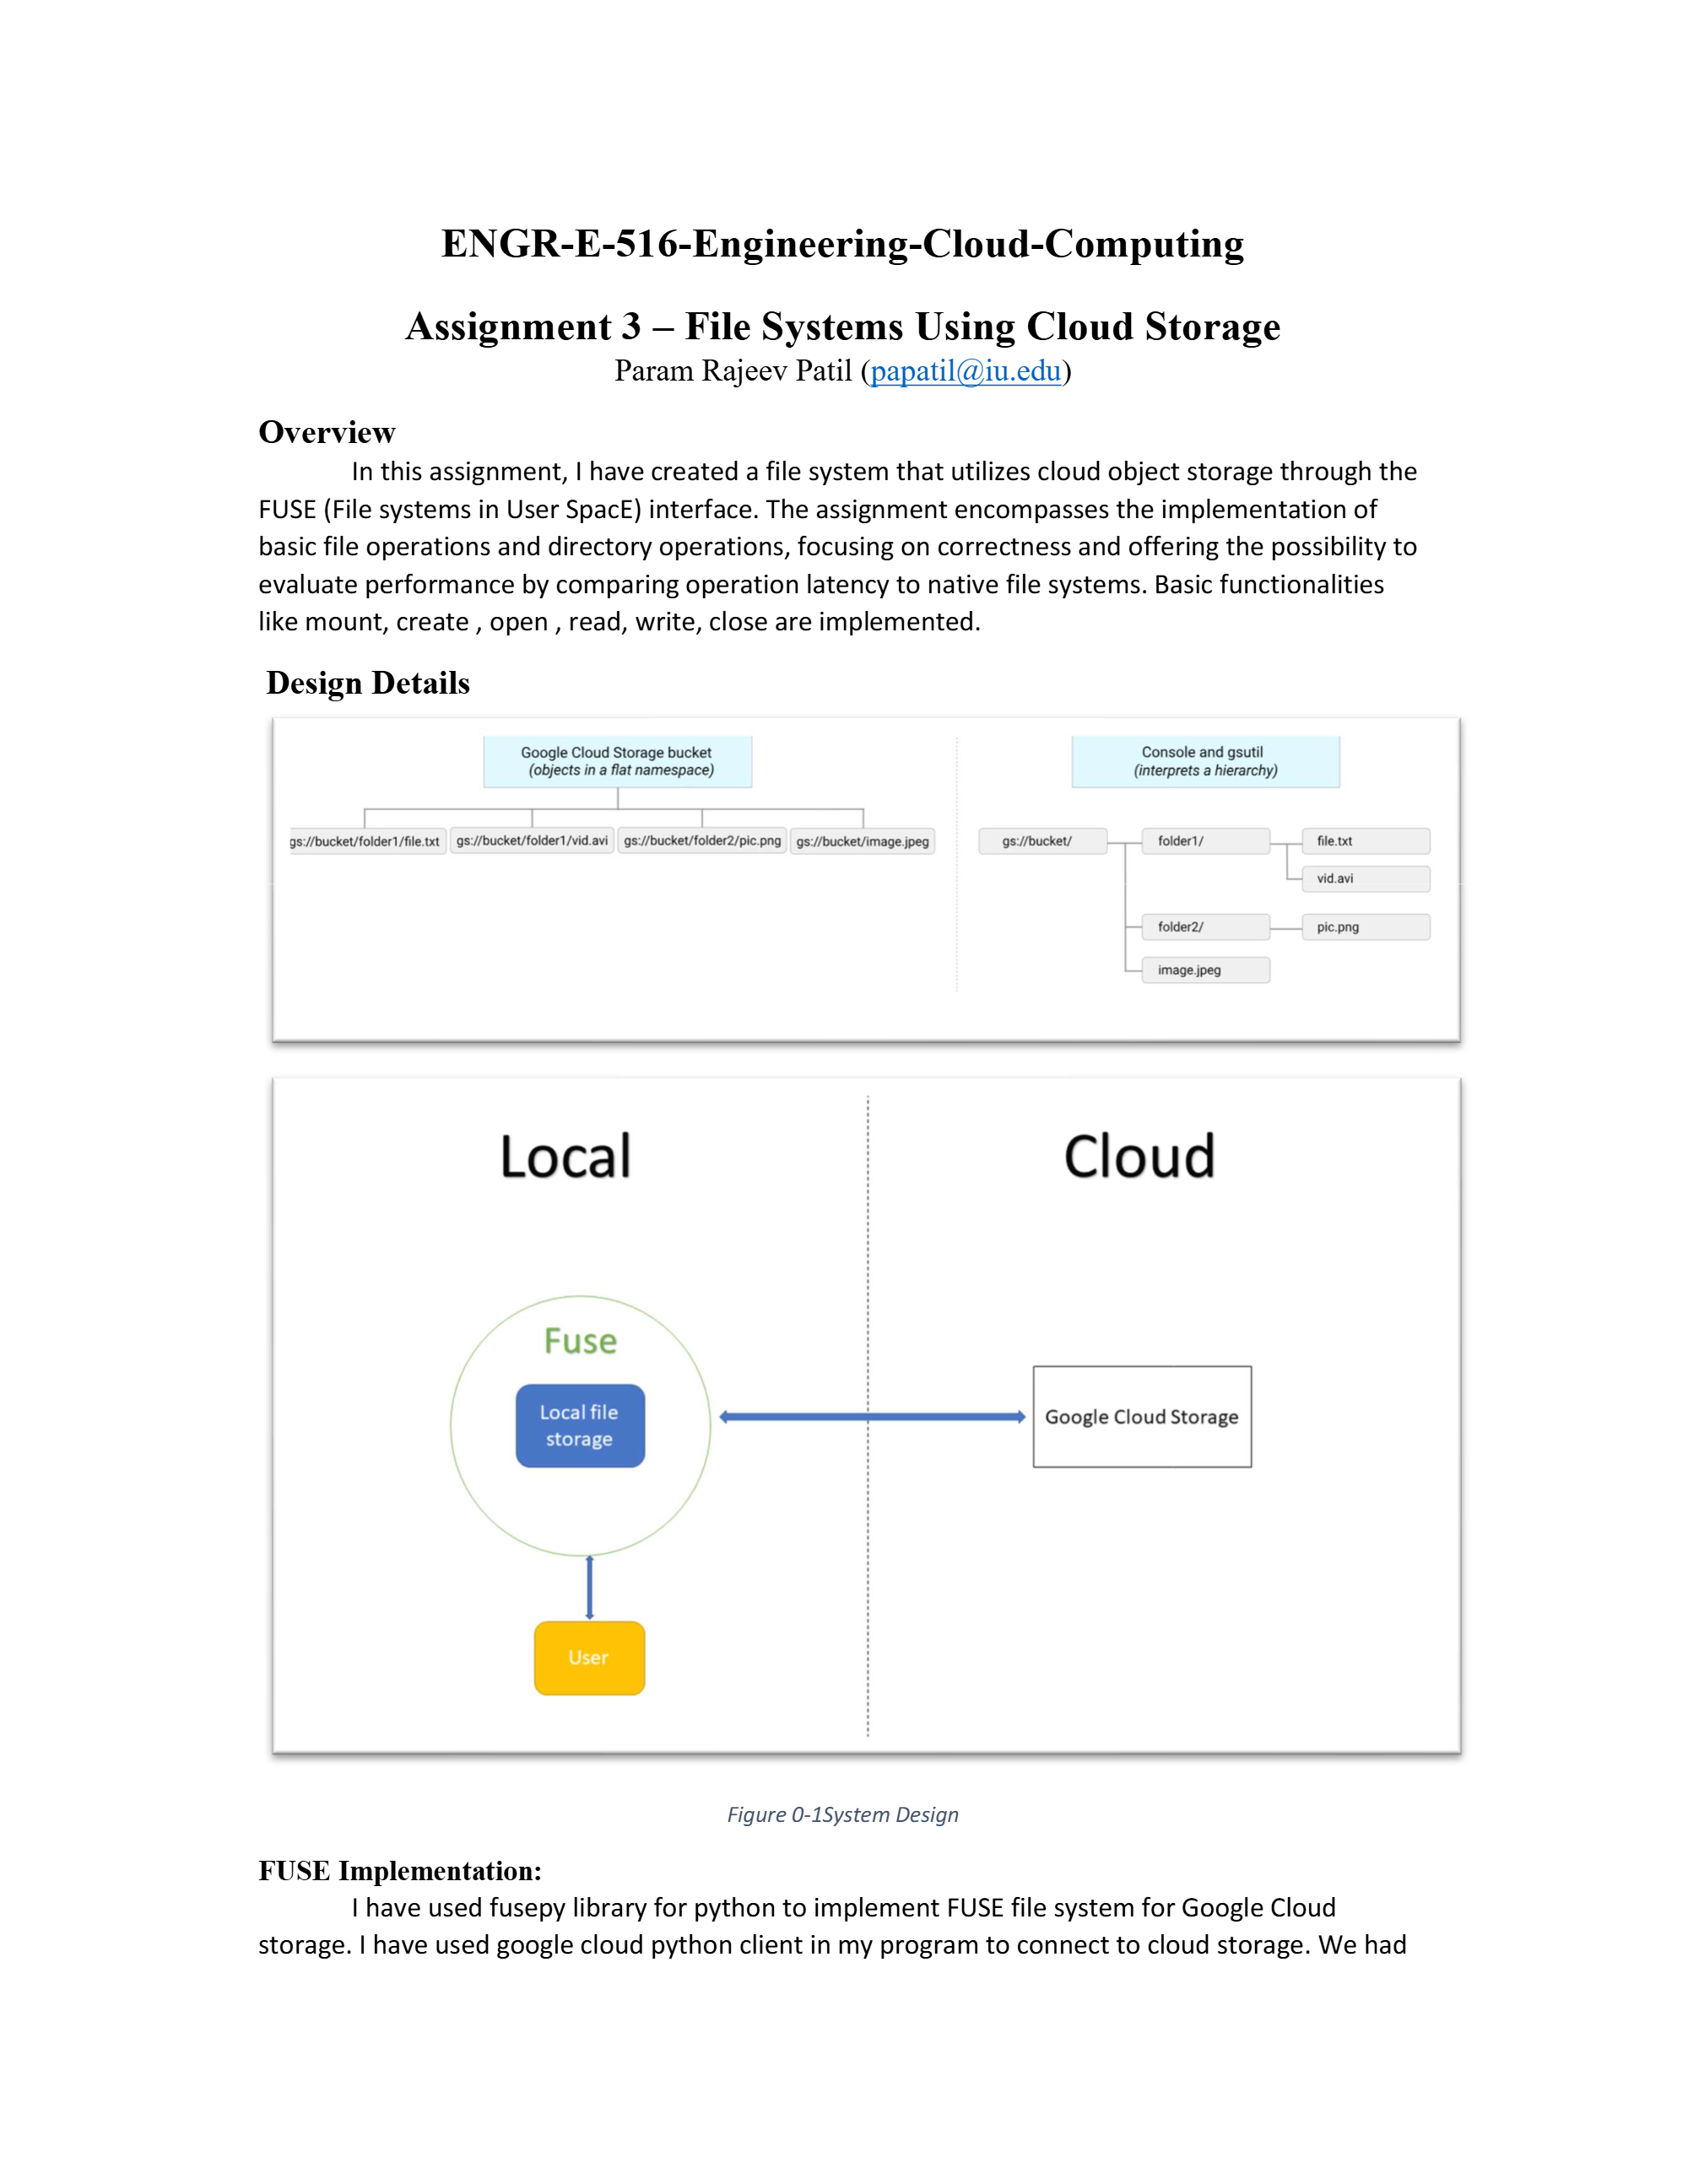 ENGR-E-516-Engineering-Cloud-Computing
Assignment 3 – File Systems Using Cloud Storage
Param Rajeev Patil (papatil@iu.edu)
Overview
In this assignment, I have created a file system that utilizes cloud object storage through the
FUSE (File systems in User SpacE) interface. The assignment encompasses the implementation of
basic file operations and directory operations, focusing on correctness and offering the possibility to
evaluate performance by comparing operation latency to native file systems. Basic functionalities
like mount, create , open , read, write, close are implemented.
Design Details
Google Cloud Storage bucket
(objects in a flat namespace)
gs://bucket/folder1/file.txt
gs://bucket/folder1/vid.avi
gs://bucket/folder2/pic.png
gs://bucket/image.jpeg
Console and gsutil
(interprets a hierarchy)
gs://bucket/
folder1/
file.txt
vid.avi
folder2/
pic.png
image.jpeg
Local
Cloud
Fuse
Local file
storage
Google Cloud Storage
User
Figure 0-1System Design
FUSE Implementation:
I have used fusepy library for python to implement FUSE file system for Google Cloud
storage. I have used google cloud python client in my program to connect to cloud storage. We had